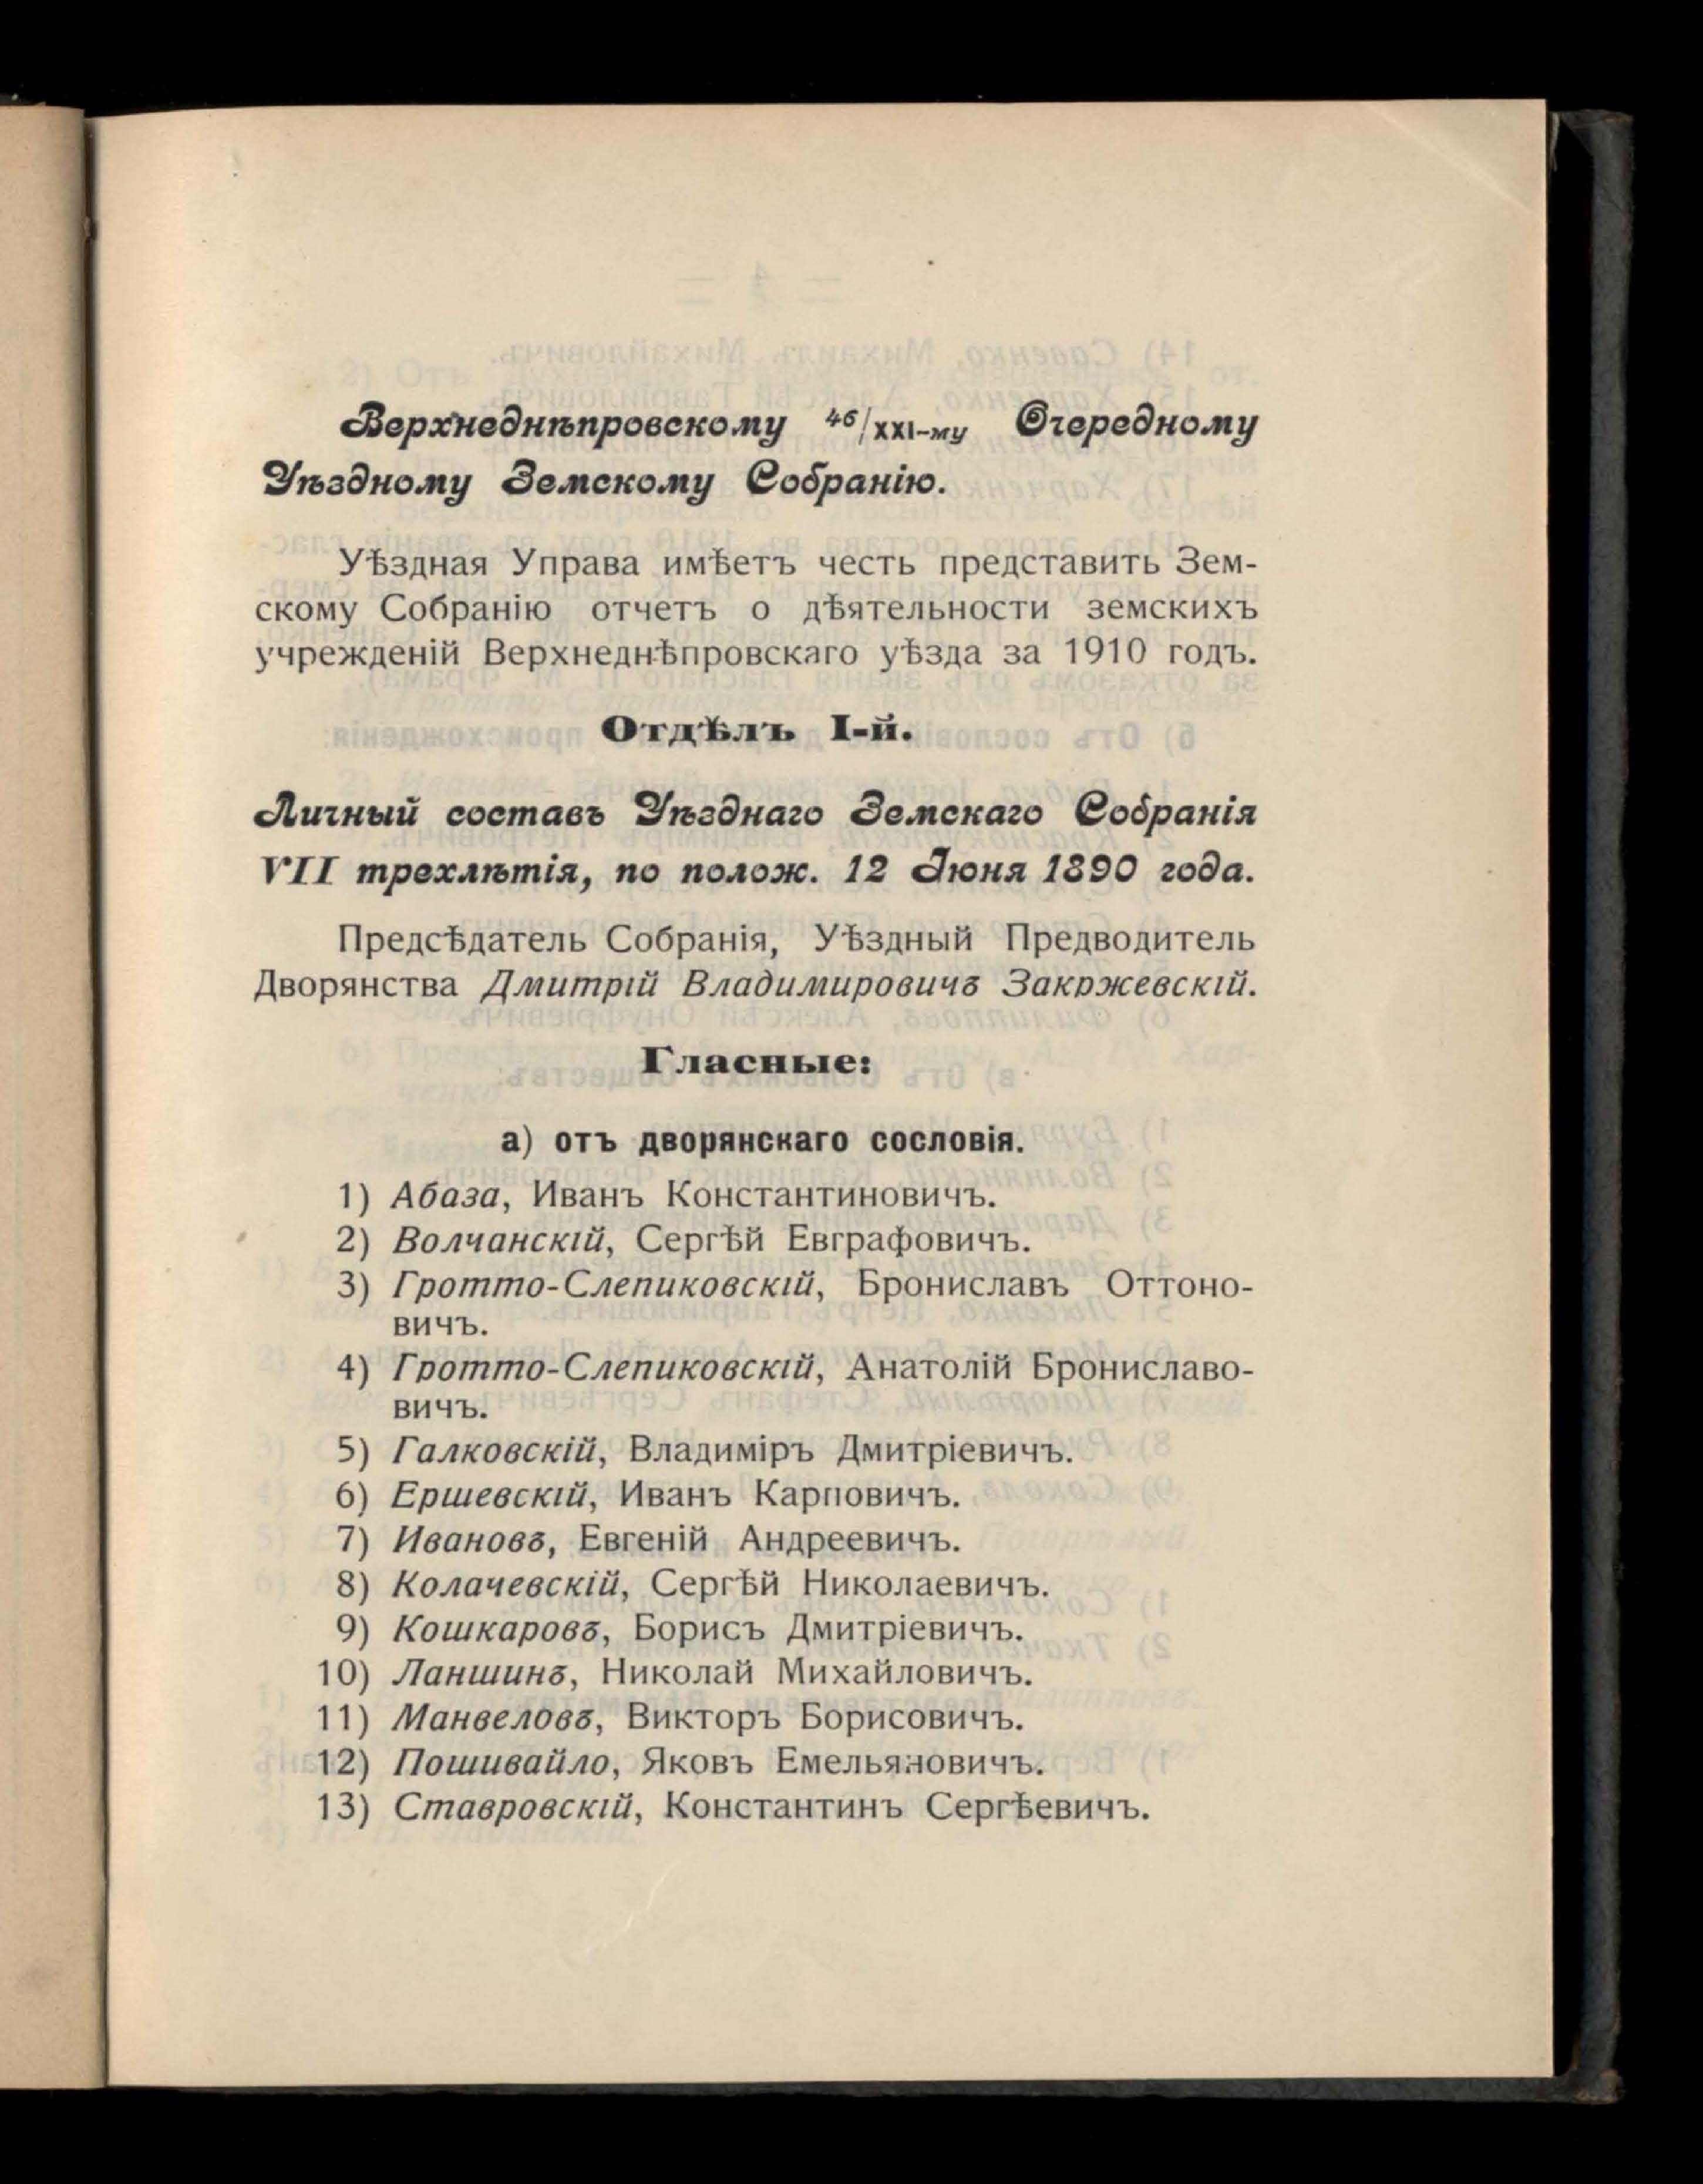 Верхнеднѣпровскому 46/XXI-му Очередному
Уѣздному Земскому Собранію.
Уѣздная Управа имѣетъ честь представить Зем-
скому Собранію отчетъ о дѣятельности земскихъ
учрежденій Верхнеднѣпровскаго уѣзда за 1910 годъ.
Отдѣлъ I-й.
Личный составъ Уѣзднаго Земскаго Собранія
VII трехлѣтія, по полож. 12 Іюня 1890 года.
Предсѣдатель Собранія, Уѣздный Предводитель
Дворянства Дмитрій Владимировичъ Закржевскій.
Гласные:
а) отъ дворянскаго сословія.
1) Абаза, Иванъ Константиновичъ.
2) Волчанскій, Сергѣй Евграфовичъ.
3) Гротто-Слепиковскій, Брониславъ Оттоно-
вичъ.
4) Гротто-Слепиковскій, Анатолій Брониславо-
вичъ.
5) Галковскій, Владиміръ Дмитріевичъ.
6) Ершевскій, Иванъ Карповичъ.
7) Ивановъ, Евгеній Андреевичъ.
8) Колачевскій, Сергѣй Николаевичъ.
9) Кошкаровъ, Борисъ Дмитріевичъ.
10) Ланшинъ, Николай Михайловичъ.
11) Манвеловъ, Викторъ Борисовичъ.
12) Пошивайло, Яковъ Емельяновичъ.
13) Ставровскій, Константинъ Сергѣевичъ.